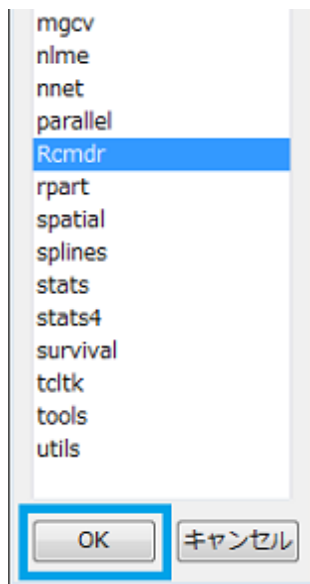 mgcv
nlme
nnet
parallel
Rcmdr
rpart
spatial
splines
stats
stats4
survival
tcltk
tools
utils
OK キャンセル